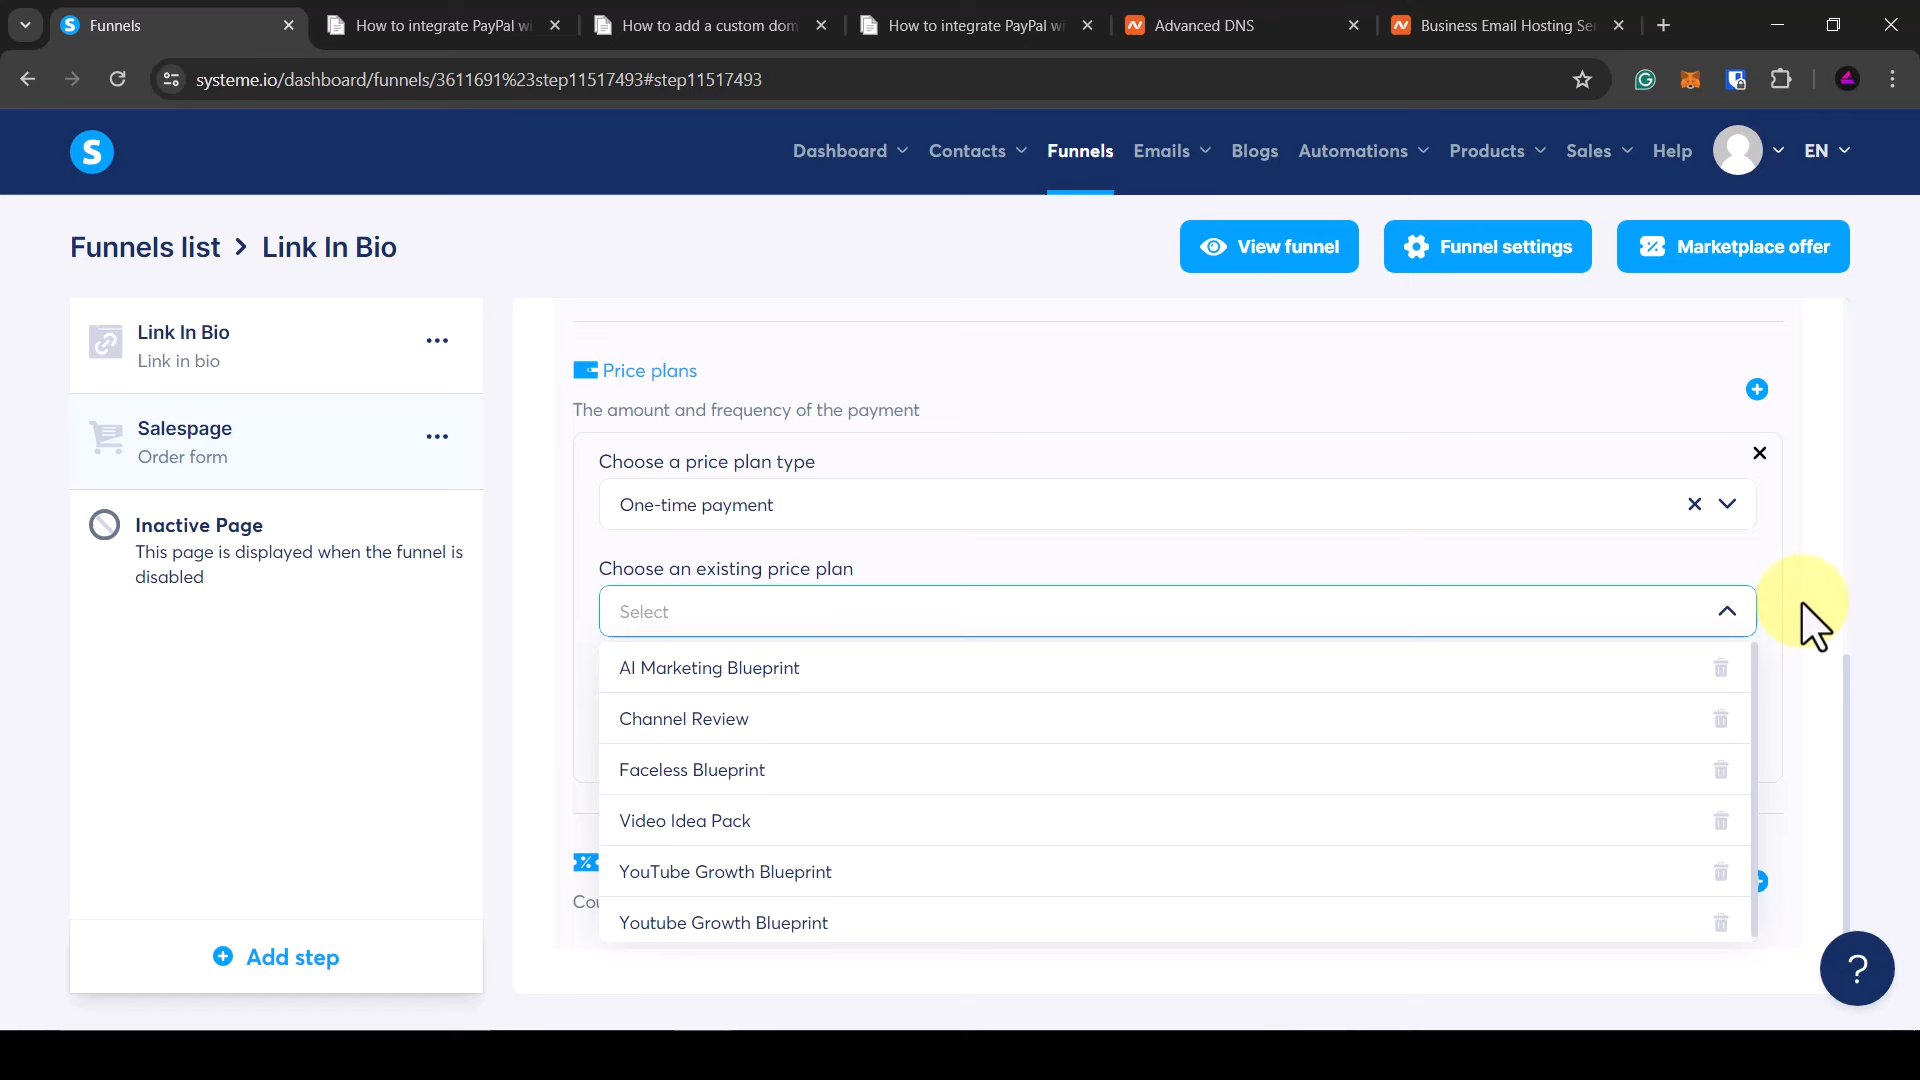 Funnels
How to integrate PayPal wi
How to add a custom dom
How to integrate PayPal wi
Advanced DNS
Business Email Hosting Se
systeme.io/dashboard/funnels/3611691%23step11517493#step11517493
S
Dashboard
Contacts
Funnels
Emails
Blogs
Automations
Products
Sales
Help
EN
Funnels list > Link In Bio
View funnel
Funnel settings
Marketplace offer
Link In Bio
Link in bio
Salespage
Order form
Inactive Page
This page is displayed when the funnel is
disabled
Add step
Price plans
The amount and frequency of the payment
Choose a price plan type
One-time payment
Choose an existing price plan
Select
AI Marketing Blueprint
Channel Review
Faceless Blueprint
Video Idea Pack
YouTube Growth Blueprint
Youtube Growth Blueprint
Cou
?